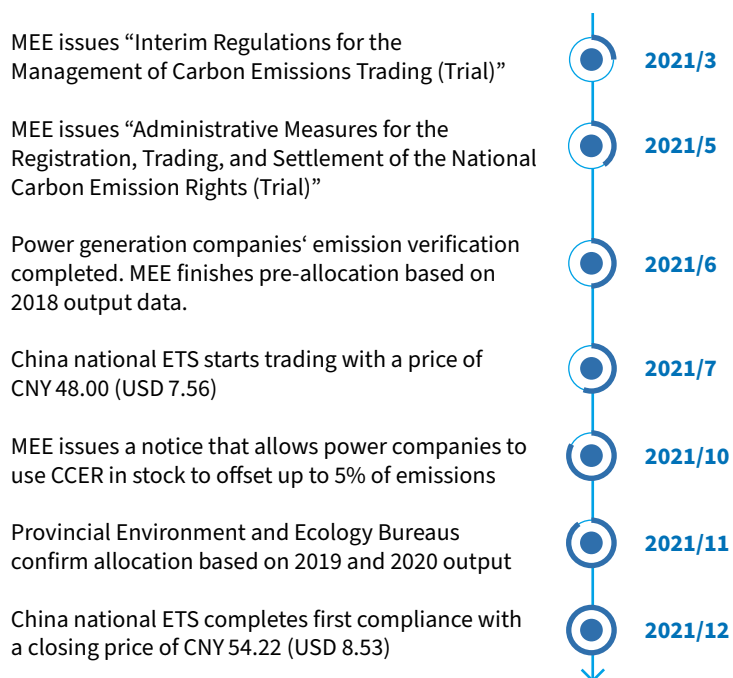 MEE issues “Interim Regulations for the
Management of Carbon Emissions Trading (Trial)”
2021/3
MEE issues “Administrative Measures for the
Registration, Trading, and Settlement of the National
Carbon Emission Rights (Trial)”
2021/5
Power generation companies‘ emission verification
completed. MEE finishes pre-allocation based on
2018 output data.
2021/6
China national ETS starts trading with a price of
CNY 48.00 (USD 7.56)
2021/7
MEE issues a notice that allows power companies to
use CCER in stock to offset up to 5% of emissions
2021/10
Provincial Environment and Ecology Bureaus
confirm allocation based on 2019 and 2020 output
2021/11
China national ETS completes first compliance with
a closing price of CNY 54.22 (USD 8.53)
2021/12